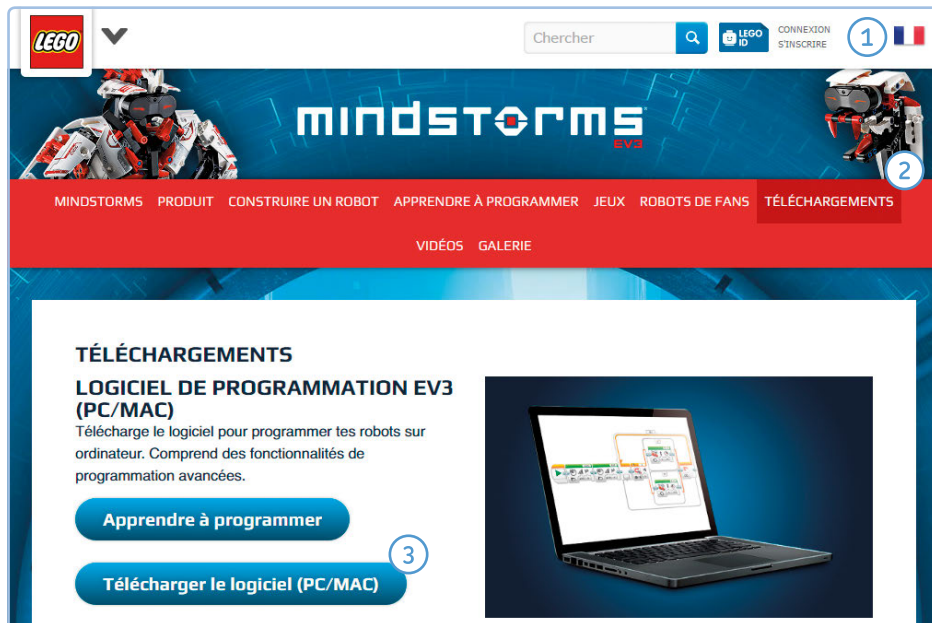 LEGO
Chercher
LEGO ID
CONNEXION
S'INSCRIRE
1
mindstorms
EV3
2
MINDSTORMS PRODUIT CONSTRUIRE UN ROBOT APPRENDRE À PROGRAMMER JEUX ROBOTS DE FANS TÉLÉCHARGEMENTS
VIDÉOS GALERIE
TÉLÉCHARGEMENTS
LOGICIEL DE PROGRAMMATION EV3
(PC/MAC)
Télécharge le logiciel pour programmer tes robots sur
ordinateur. Comprend des fonctionnalités de
programmation avancées.
Apprendre à programmer
3
Télécharger le logiciel (PC/MAC)